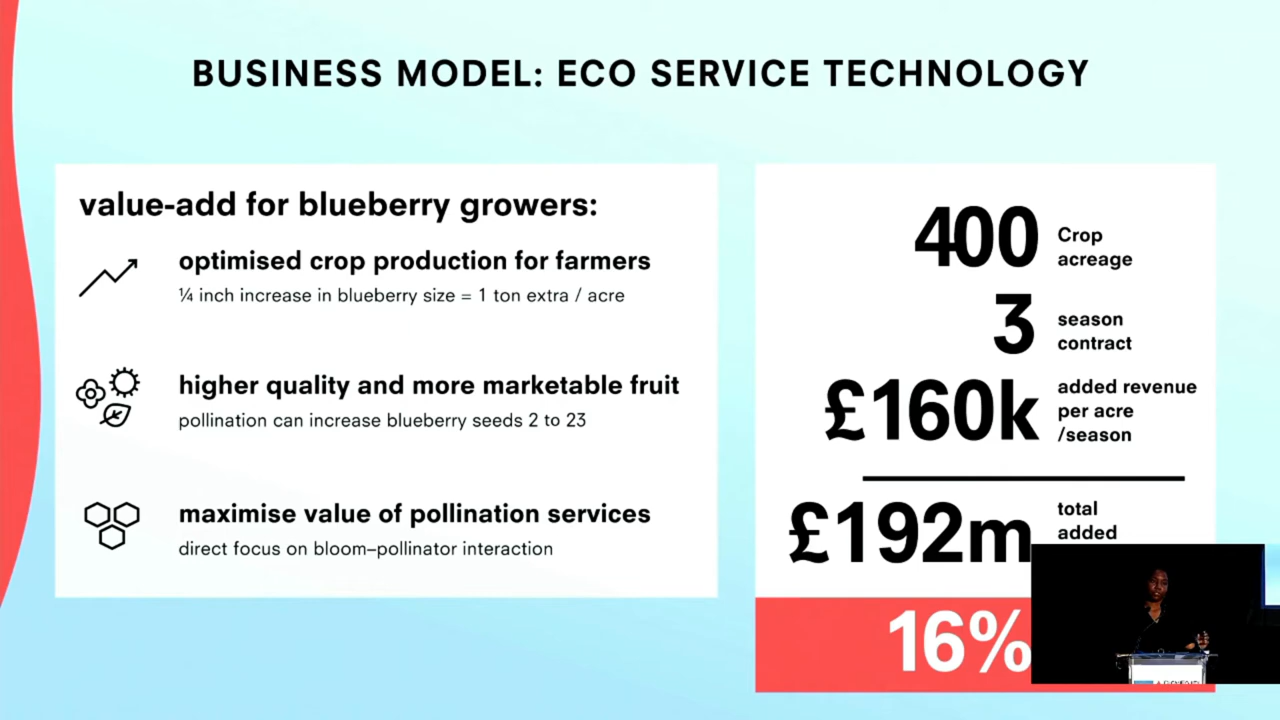 BUSINESS MODEL: ECO SERVICE TECHNOLOGY
value-add for blueberry growers:
optimised crop production for farmers
¼ inch increase in blueberry size = 1 ton extra / acre
higher quality and more marketable fruit
pollination can increase blueberry seeds 2 to 23
maximise value of pollination services
direct focus on bloom–pollinator interaction
400
Crop
acreage
3
season
contract
£160k
added revenue
per acre
/season
£192m
total
added
16%